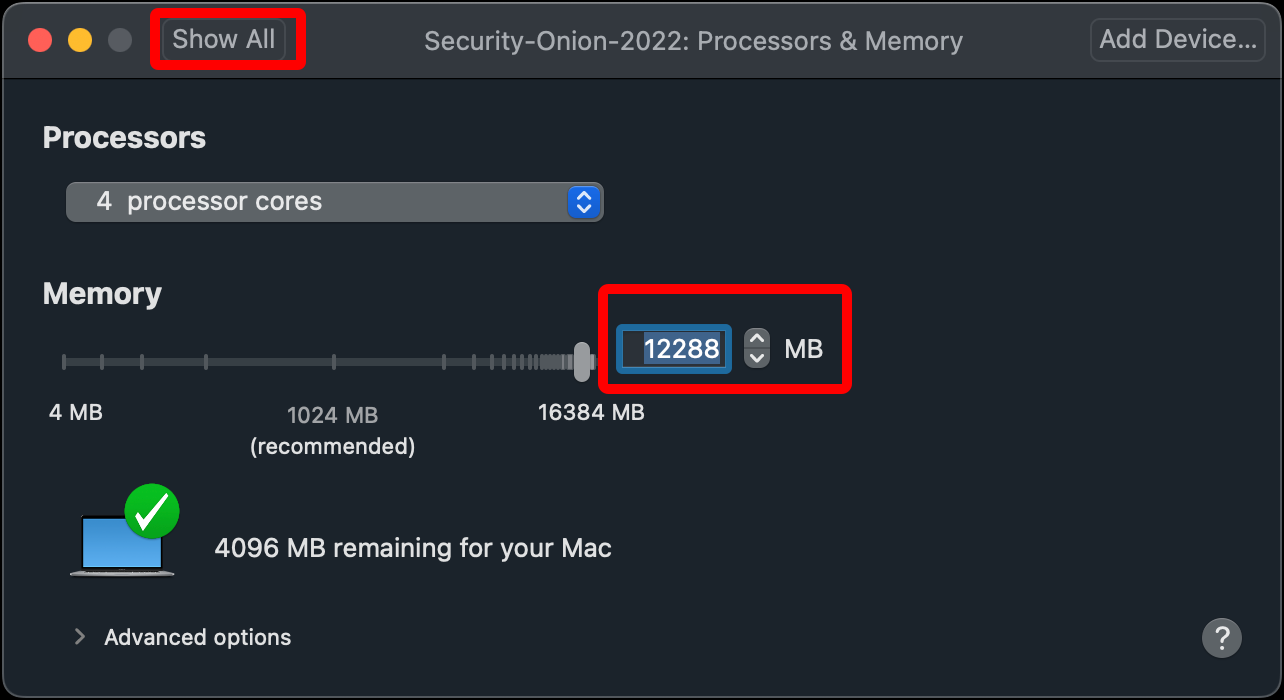 Show All
Security-Onion-2022: Processors & Memory
Add Device...
Processors
4 processor cores
Memory
12288 MB
4 MB
1024 MB
(recommended)
16384 MB
4096 MB remaining for your Mac
Advanced options
?